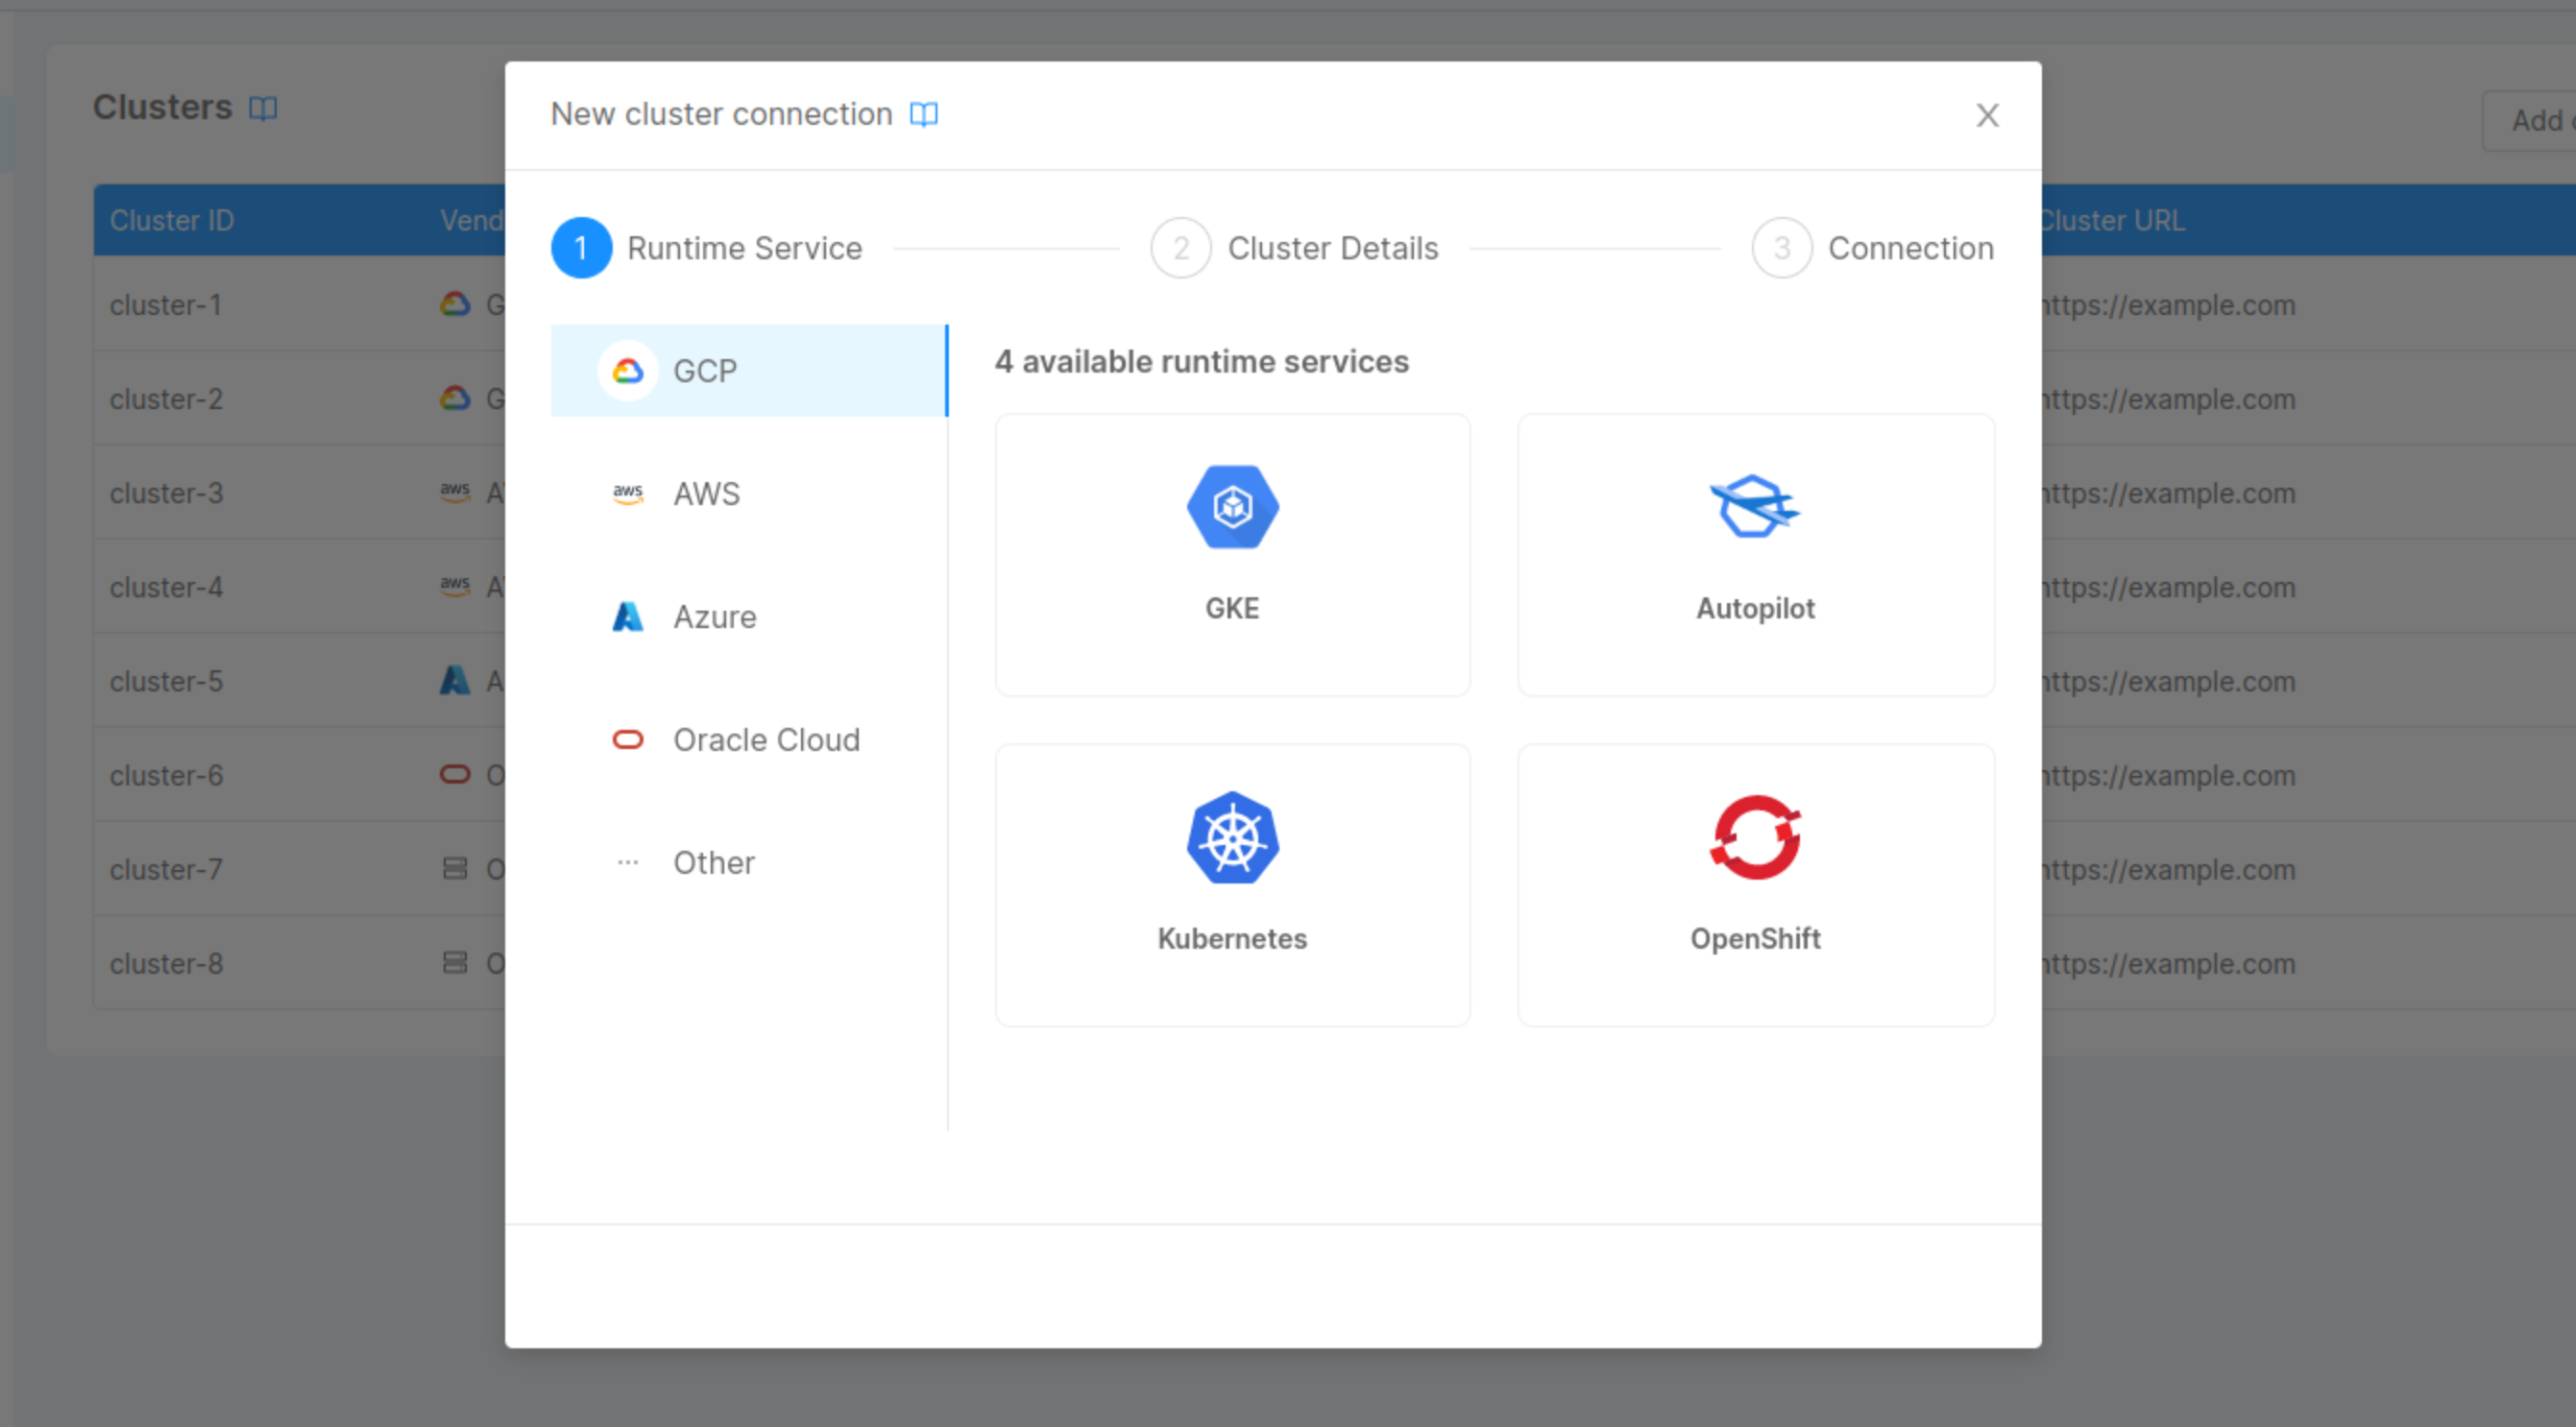 Clusters
Add
New cluster connection
1 Runtime Service
2 Cluster Details
3 Connection
Cluster ID
Vend
Cluster URL
cluster-1
G
https://example.com
cluster-2
G
https://example.com
cluster-3
aws
A
https://example.com
cluster-4
aws
A
https://example.com
cluster-5
A
https://example.com
cluster-6
O
https://example.com
cluster-7
O
https://example.com
cluster-8
O
https://example.com
GCP
aws AWS
Azure
Oracle Cloud
Other
4 available runtime services
GKE
Autopilot
Kubernetes
OpenShift